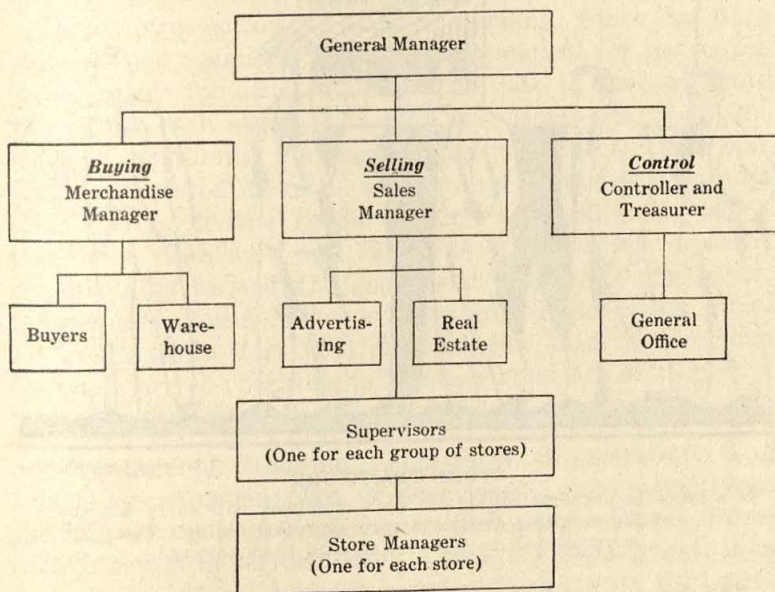 General Manager
Buying
Merchandise
Manager
Selling
Sales
Manager
Control
Controller and
Treasurer
Buyers
Ware-
house
Advertis-
ing
Real
Estate
General
Office
Supervisors
(One for each group of stores)
Store Managers
(One for each store)